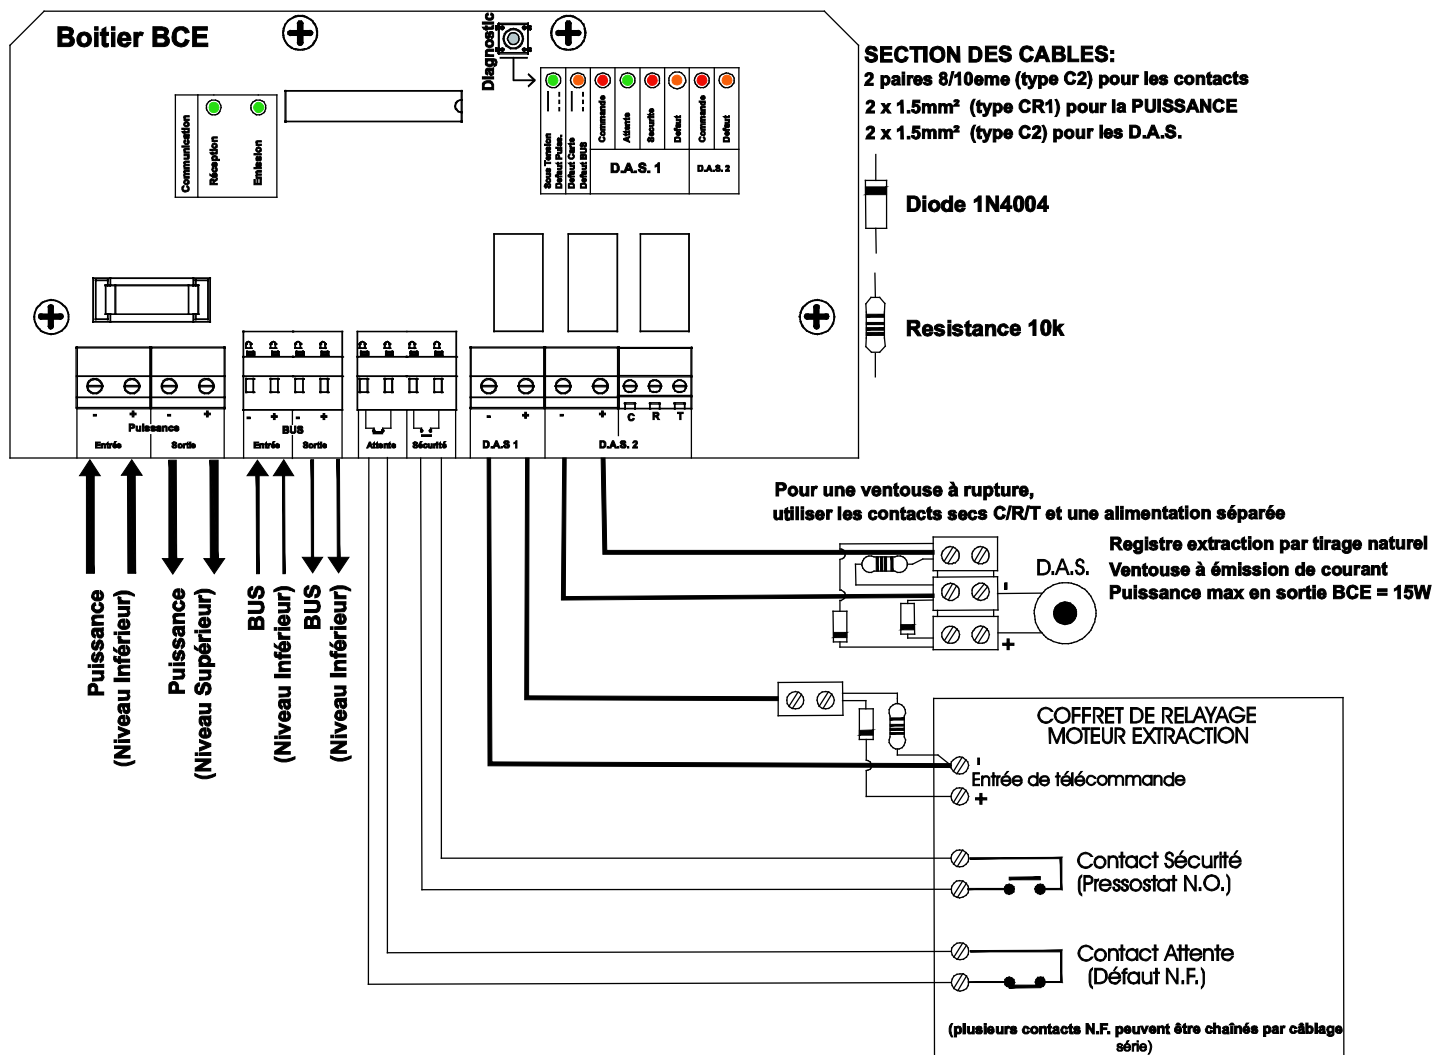 Boitier BCE
Diagnostic
SECTION DES CABLES:
2 paires 8/10eme (type C2) pour les contacts
2 x 1.5mm² (type CR1) pour la PUISSANCE
2 x 1.5mm² (type C2) pour les D.A.S.
Communication
Réception
Emission
Sous Tension
Defaut Puiss.
Defaut Carte
Defaut BUS
Commande
Attente
Securite
Defaut
Commande
Defaut
D.A.S. 1
D.A.S. 2
Diode 1N4004
Resistance 10k
- + - +
Puissance
Entrée Sortie
- + - +
BUS
Entrée Sortie
Attente Sécurité
- +
D.A.S 1
- + C R T
D.A.S. 2
Puissance
(Niveau Inférieur)
Puissance
(Niveau Supérieur)
BUS
(Niveau Inférieur)
BUS
(Niveau Inférieur)
Pour une ventouse à rupture,
utiliser les contacts secs C/R/T et une alimentation séparée
Registre extraction par tirage naturel
Ventouse à émission de courant
Puissance max en sortie BCE = 15W
D.A.S.
-
+
COFFRET DE RELAYAGE
MOTEUR EXTRACTION
-
Entrée de télécommande
+
Contact Sécurité
(Pressostat N.O.)
Contact Attente
(Défaut N.F.)
(plusieurs contacts N.F. peuvent être chaînés par câblage
série)